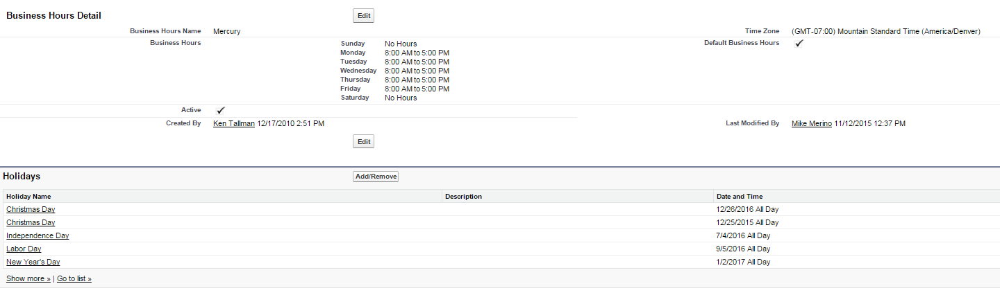 Business Hours Detail Edit
Business Hours Name Mercury Time Zone (GMT-07:00) Mountain Standard Time (America/Denver)
Business Hours Sunday No Hours Default Business Hours
Monday 8:00 AM to 5:00 PM
Tuesday 8:00 AM to 5:00 PM
Wednesday 8:00 AM to 5:00 PM
Thursday 8:00 AM to 5:00 PM
Friday 8:00 AM to 5:00 PM
Saturday No Hours
Active
Created By Ken Tallman 12/17/2010 2:51 PM Last Modified By Mike Merino 11/12/2015 12:37 PM
Edit
Holidays Add/Remove
Holiday Name Description Date and Time
Christmas Day 12/26/2016 All Day
Christmas Day 12/25/2015 All Day
Independence Day 7/4/2016 All Day
Labor Day 9/5/2016 All Day
New Year's Day 1/2/2017 All Day
Show more » | Go to list »